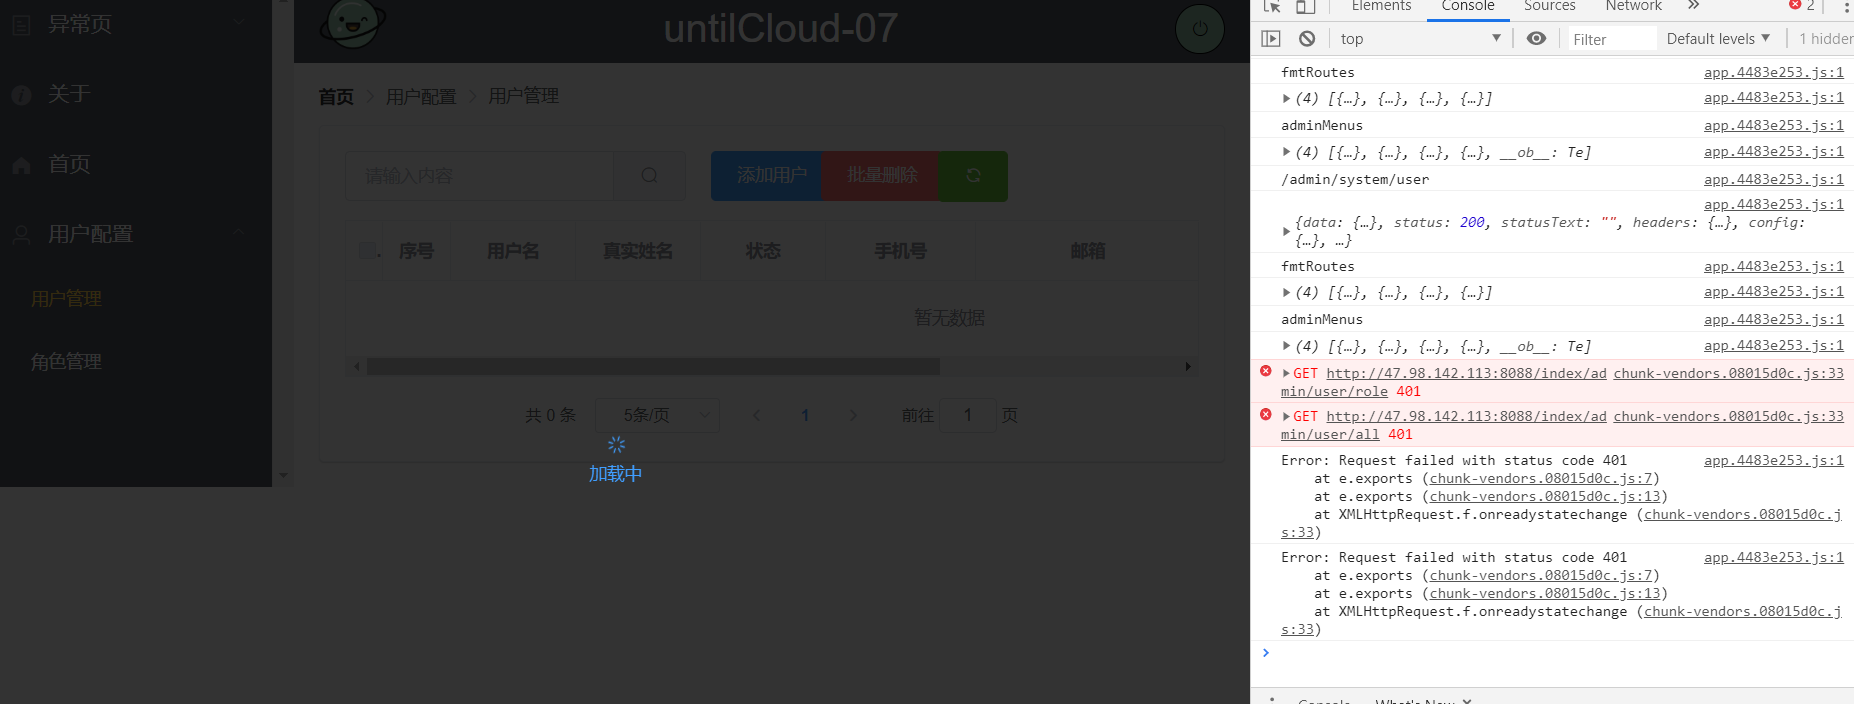 异常页
关于
首页
用户配置
用户管理
角色管理
untilCloud-07
首页 用户配置 用户管理
请输入内容 添加用户 批量删除
序号 用户名 真实姓名 状态 手机号 邮箱
暂无数据
共 0 条 5条/页 1 前往 1 页
加载中
Elements Console Sources Network » 2
top Filter Default levels 1 hidden
fmtRoutes app.4483e253.js:1
(4) [{…}, {…}, {…}, {…}] app.4483e253.js:1
adminMenus app.4483e253.js:1
(4) [{…}, {…}, {…}, {…}, __ob__: Te] app.4483e253.js:1
/admin/system/user app.4483e253.js:1
app.4483e253.js:1
{data: {…}, status: 200, statusText: "", headers: {…}, config:
{…}, …}
fmtRoutes app.4483e253.js:1
(4) [{…}, {…}, {…}, {…}] app.4483e253.js:1
adminMenus app.4483e253.js:1
(4) [{…}, {…}, {…}, {…}, __ob__: Te] app.4483e253.js:1
GET http://47.98.142.113:8088/index/ad chunk-vendors.08015d0c.js:33
min/user/role 401
GET http://47.98.142.113:8088/index/ad chunk-vendors.08015d0c.js:33
min/user/all 401
Error: Request failed with status code 401 app.4483e253.js:1
at e.exports (chunk-vendors.08015d0c.js:7)
at e.exports (chunk-vendors.08015d0c.js:13)
at XMLHttpRequest.f.onreadystatechange (chunk-vendors.08015d0c.j
s:33)
Error: Request failed with status code 401 app.4483e253.js:1
at e.exports (chunk-vendors.08015d0c.js:7)
at e.exports (chunk-vendors.08015d0c.js:13)
at XMLHttpRequest.f.onreadystatechange (chunk-vendors.08015d0c.j
s:33)
Console What's New